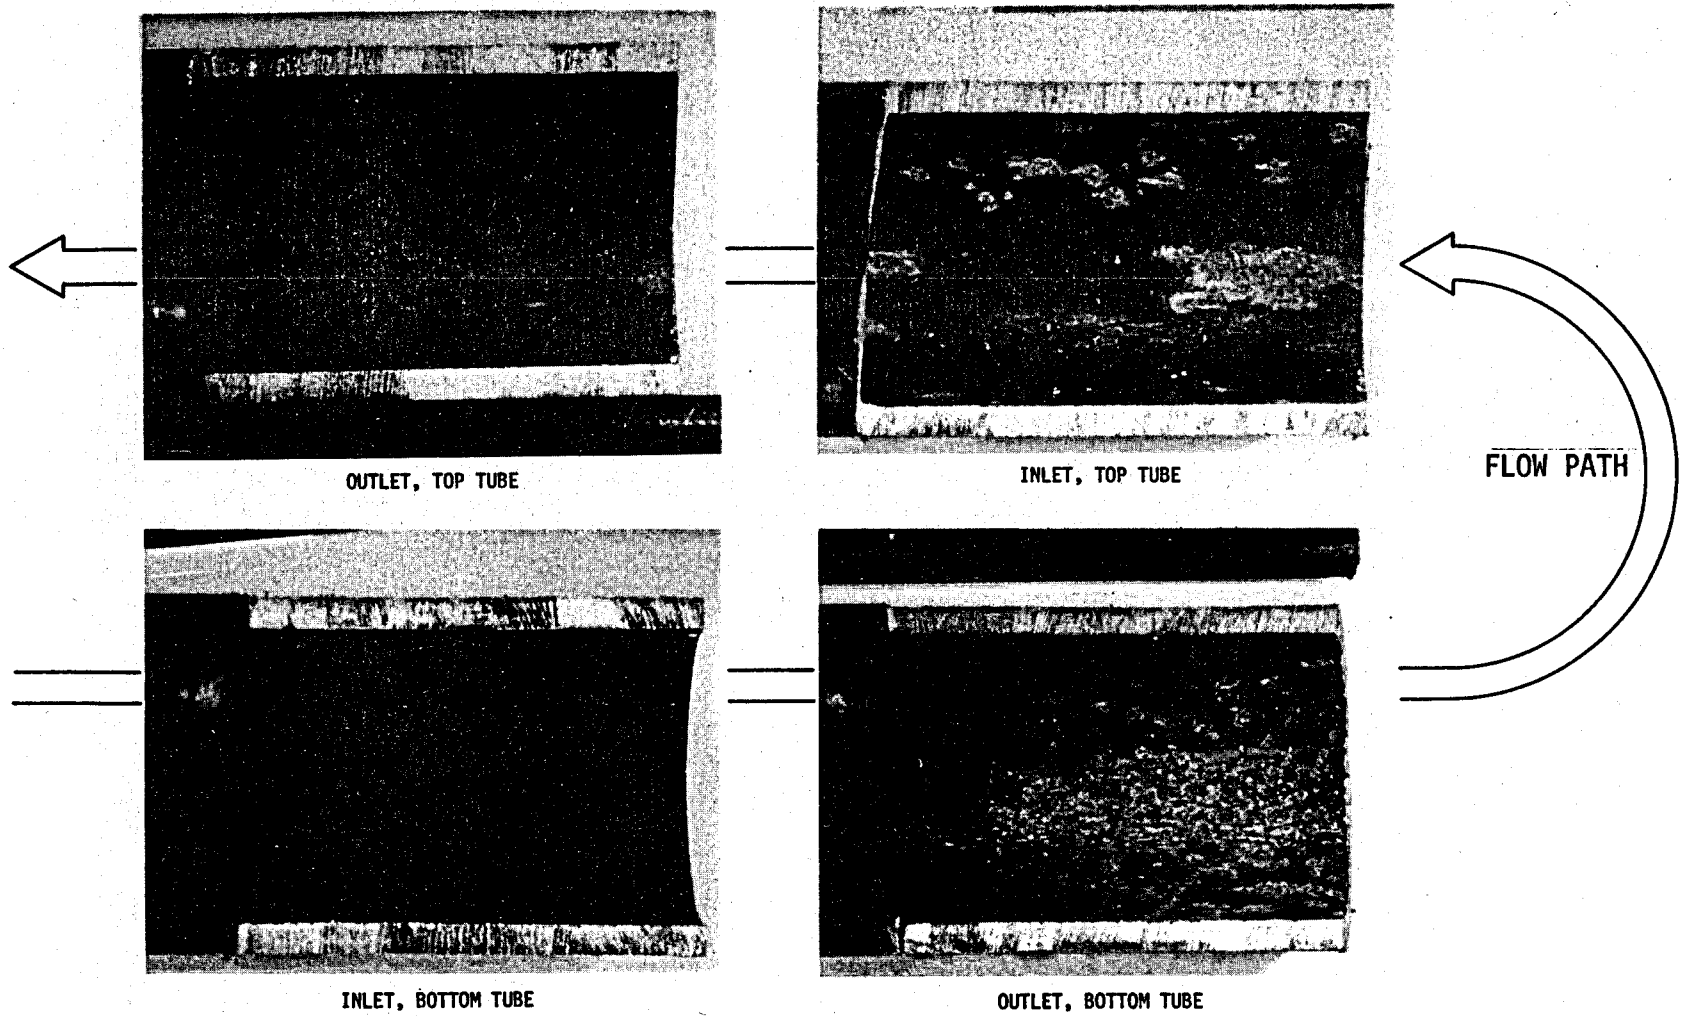 OUTLET, TOP TUBE
INLET, TOP TUBE
FLOW PATH
INLET, BOTTOM TUBE
OUTLET, BOTTOM TUBE